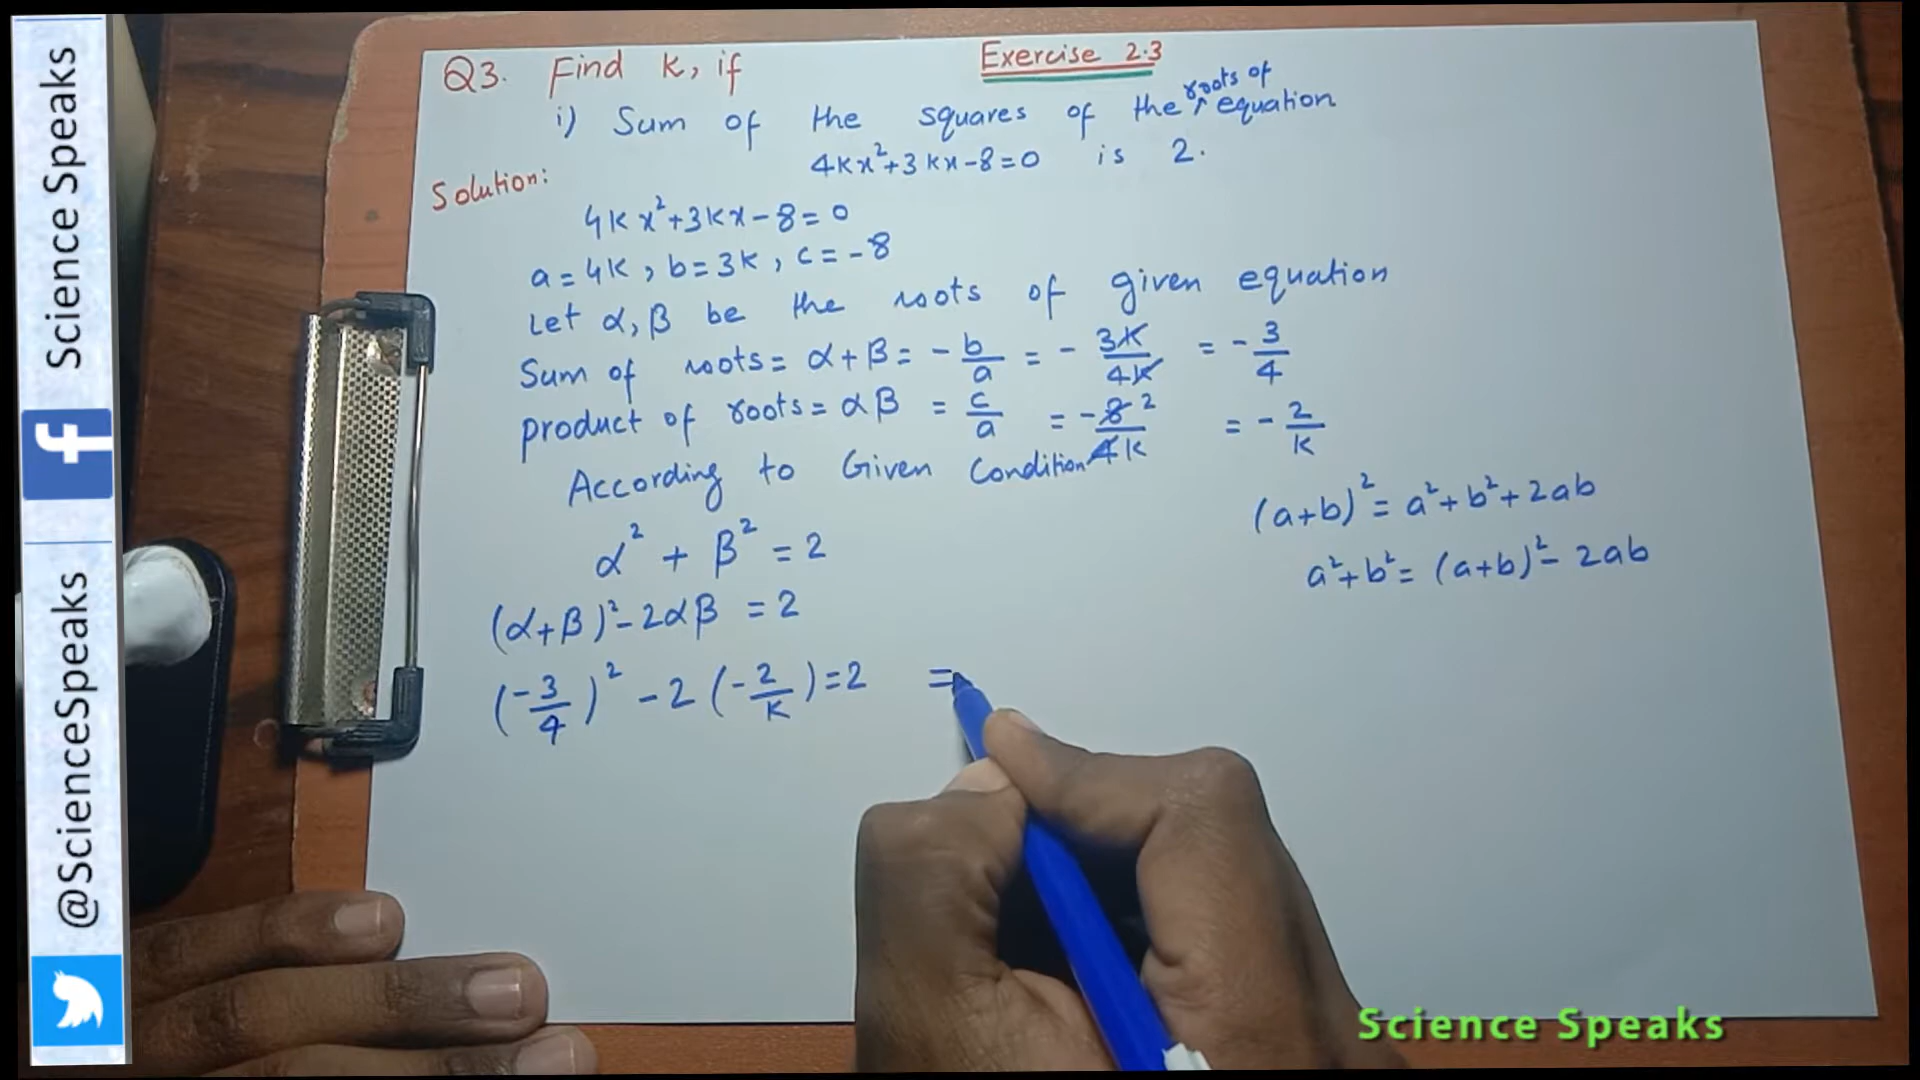 Science Speaks
@ScienceSpeaks
Exercise 2.3
Q3. Find k, if
i) Sum of the squares of the roots of equation
4kx²+3kx-8=0 is 2.
Solution:
4kx²+3kx-8=0
a=4k, b=3k, c=-8
Let α,β be the roots of given equation
Sum of roots= α+β= -b/a = -3k/4k = -3/4
product of roots= αβ = c/a = -8 2/4k = -2/k
According to Given Condition
α² + β² =2
(α+β)²-2αβ =2
(-3/4)² -2 (-2/k)=2 =
(a+b)²= a²+b²+2ab
a²+b²= (a+b)²- 2ab
Science Speaks